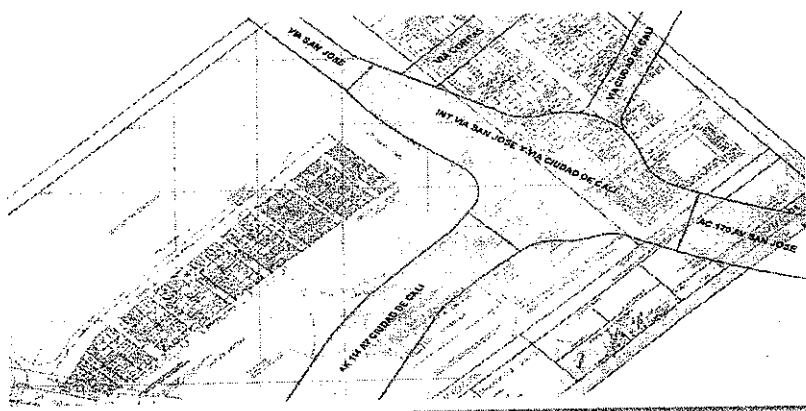 VIA SAN JOSE
VIA CORPAS
VIA CIUDAD DE CALI
INT VIA SAN JOSE X VIA CIUDAD DE CALI
AC 170 AV SAN JOSE
AK 114 AV CIUDAD DE CALI